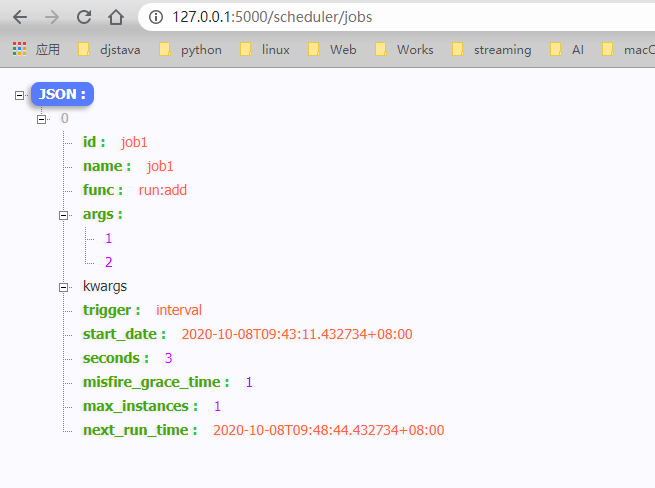 127.0.0.1:5000/scheduler/jobs
应用 djstava python linux Web Works streaming AI macO
JSON :
0
id : job1
name : job1
func : run:add
args :
1
2
kwargs
trigger : interval
start_date : 2020-10-08T09:43:11.432734+08:00
seconds : 3
misfire_grace_time : 1
max_instances : 1
next_run_time : 2020-10-08T09:48:44.432734+08:00